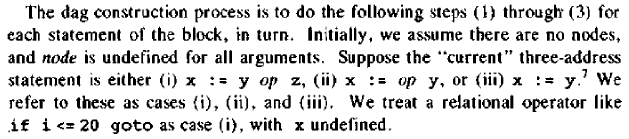 The dag construction process is to do the following steps (1) through (3) for
each statement of the block, in turn. Initially, we assume there are no nodes,
and node is undefined for all arguments. Suppose the “current” three-address
statement is either (i) x := y op z, (ii) x := op y, or (iii) x := y.7 We
refer to these as cases (i), (ii), and (iii). We treat a relational operator like
if i <= 20 goto as case (i), with x undefined.